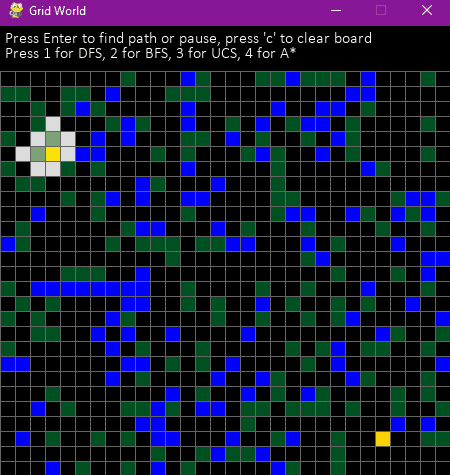 Grid World
Press Enter to find path or pause, press 'c' to clear board
Press 1 for DFS, 2 for BFS, 3 for UCS, 4 for A*